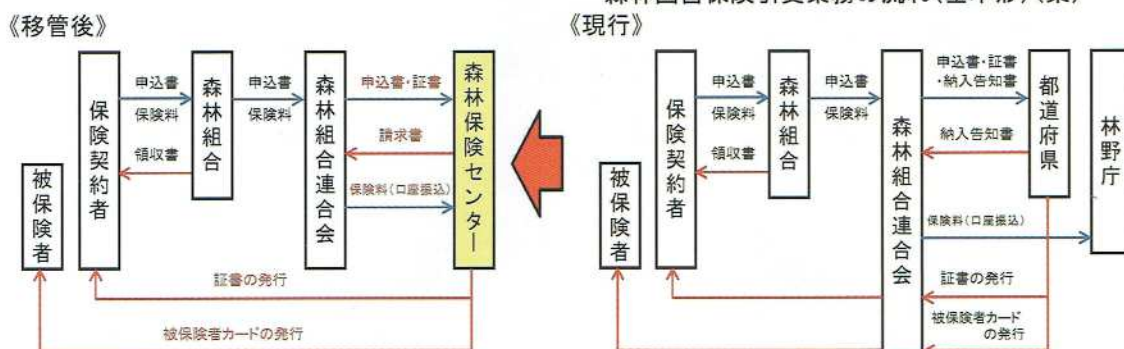 森林国営保険引受業務の流れ(基本形)(案)
《移管後》
被保険者
保険契約者
申込書
保険料
領収書
森林組合
申込書
保険料
森林組合連合会
申込書・証書
請求書
保険料(口座振込)
森林保険センター
証書の発行
被保険者カードの発行
《現行》
被保険者
保険契約者
申込書
保険料
領収書
森林組合
申込書
保険料
森林組合連合会
申込書・証書
・納入告知書
納入告知書
都道府県
保険料(口座振込)
林野庁
証書の発行
被保険者カード
の発行